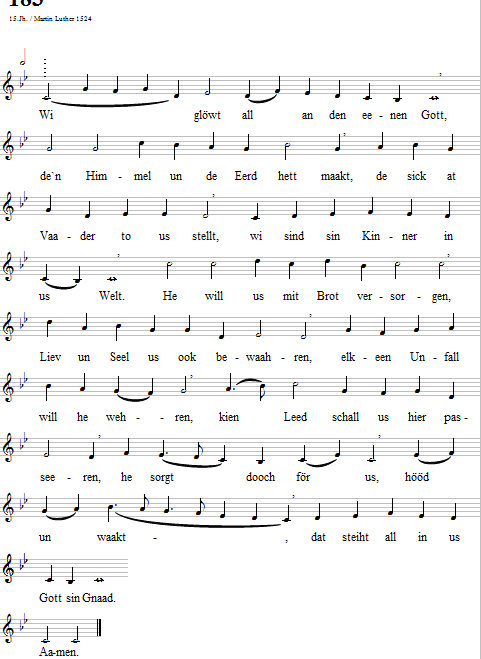 183
15.Jh. / Martin Luther 1524
Wi glöwt all an den ee - nen Gott,
de`n Him - mel un de Eerd hett maakt, de sick at
Vaa - der to us stellt, wi sind sin Kin - ner in
us Welt. He will us mit Brot ver - sor - gen,
Liev un Seel us ook be - waah - ren, elk - een Un - fall
will he weh - - ren, kien Leed schall us hier pas -
see - ren, he sorgt dooch för us, hööd
un waakt - , dat steiht all in us
Gott sin Gnaad.
Aa-men.